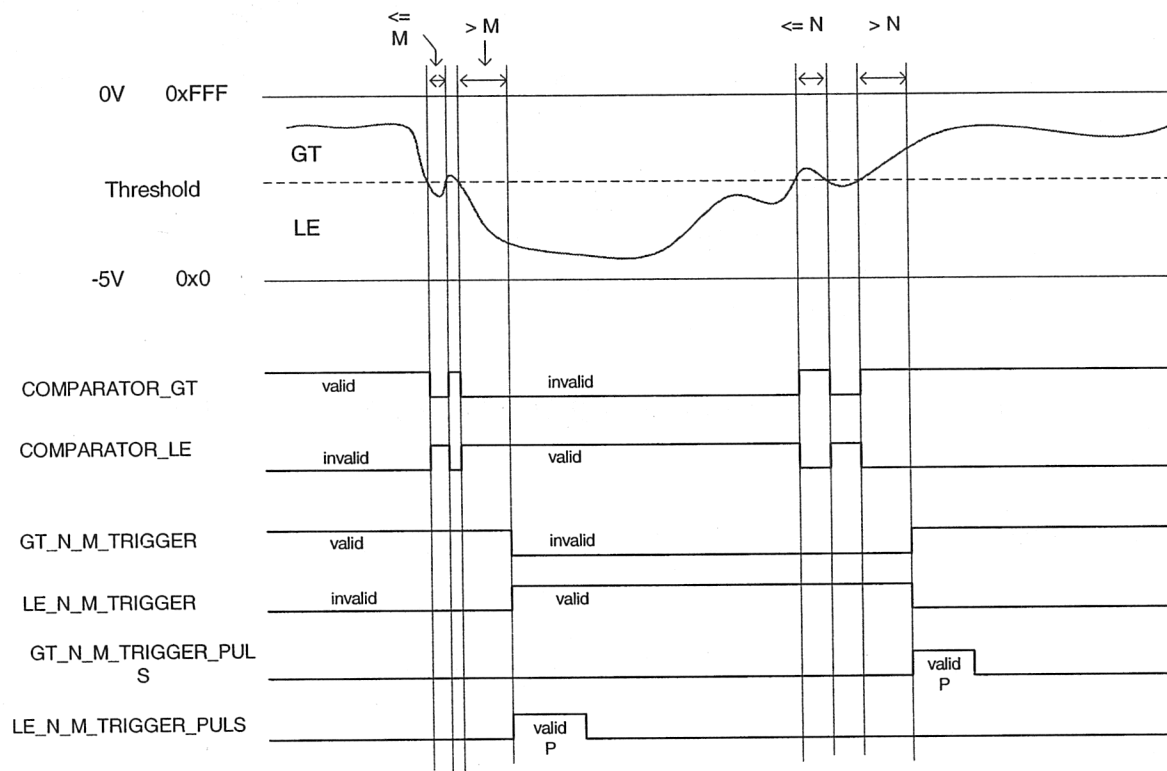 <=
M
> M
<= N
> N
0V 0xFFF
GT
Threshold
LE
-5V 0x0
COMPARATOR_GT
valid
invalid
COMPARATOR_LE
invalid
valid
GT_N_M_TRIGGER
valid
invalid
LE_N_M_TRIGGER
invalid
valid
GT_N_M_TRIGGER_PUL
S
valid
P
LE_N_M_TRIGGER_PULS
valid
P